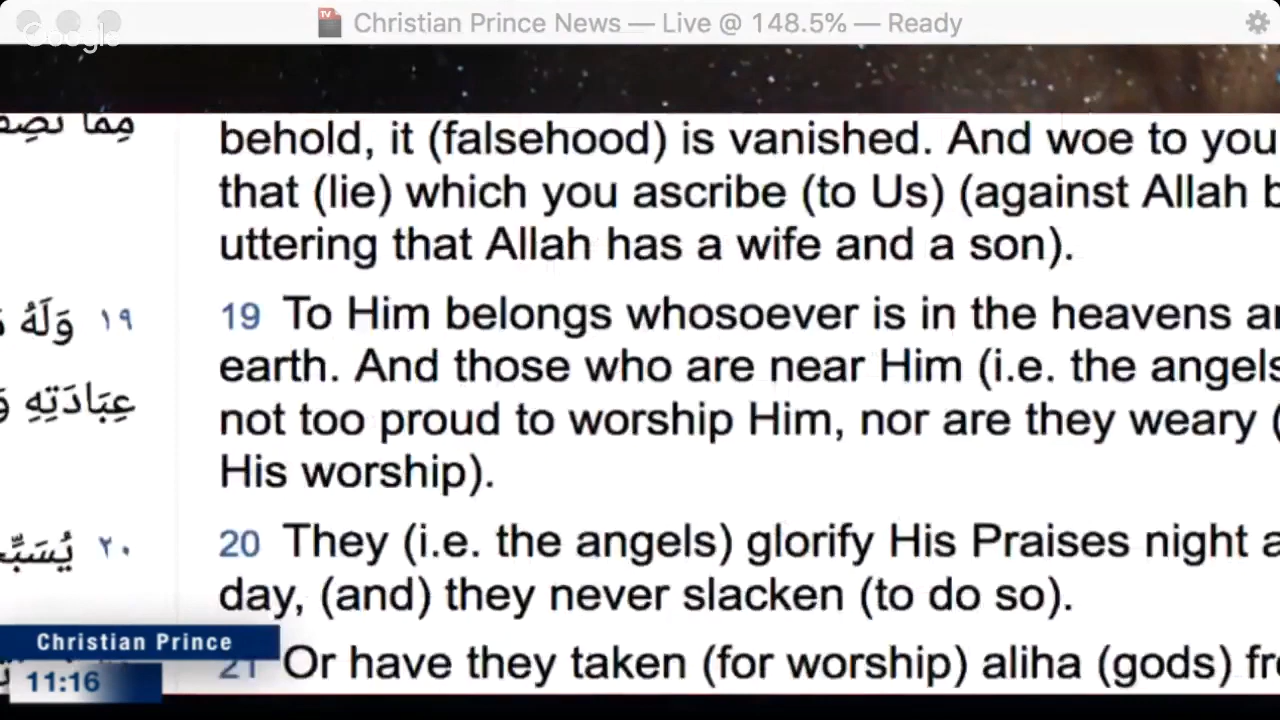 Christian Prince News — Live @ 148.5% — Ready
Google
behold, it (falsehood) is vanished. And woe to you
that (lie) which you ascribe (to Us) (against Allah b
uttering that Allah has a wife and a son).
19 To Him belongs whosoever is in the heavens a
earth. And those who are near Him (i.e. the angels
not too proud to worship Him, nor are they weary (
His worship).
20 They (i.e. the angels) glorify His Praises night a
day, (and) they never slacken (to do so).
21 Or have they taken (for worship) aliha (gods) fr
١٩ وَلَهُ
عِبَادَتِهِ
٢٠
Christian Prince
11:16